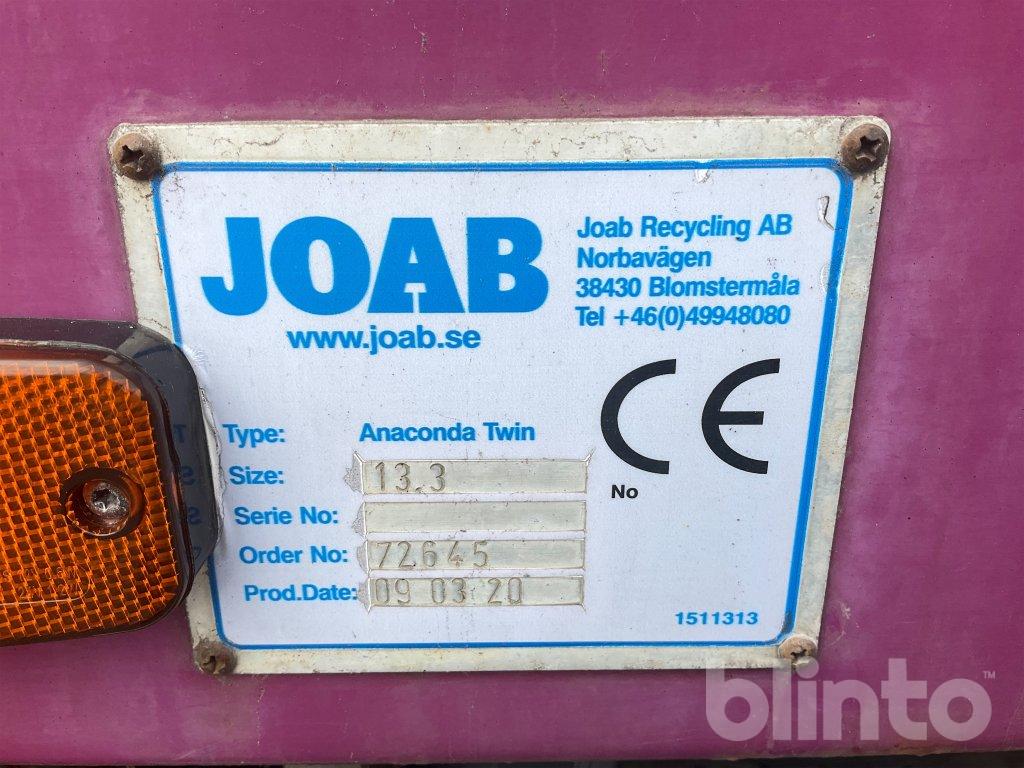 JOAB
www.joab.se
Joab Recycling AB
Norbavägen
38430 Blomstermåla
Tel +46(0)49948080
CE
No
Type: Anaconda Twin
Size: 13.3
Serie No:
Order No: 72645
Prod.Date: 09 03 20
1511313
blinto™